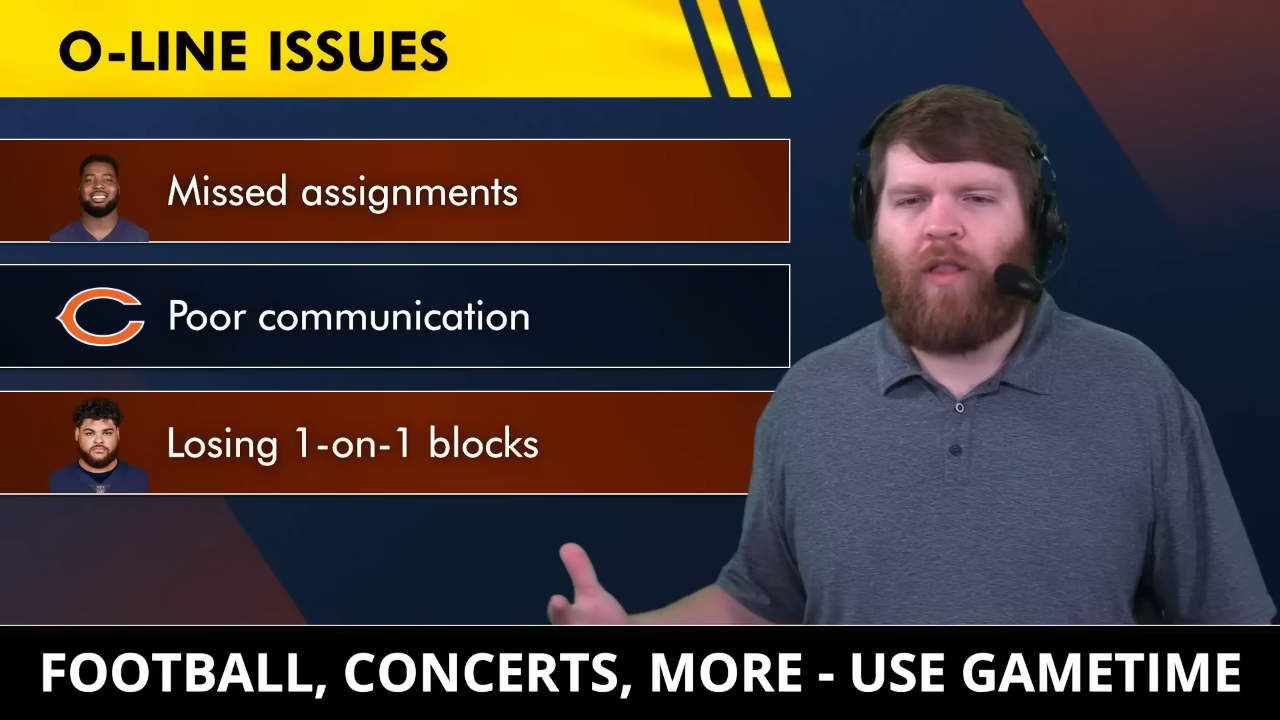 O-LINE ISSUES
Missed assignments
Poor communication
Losing 1-on-1 blocks
FOOTBALL, CONCERTS, MORE - USE GAMETIME